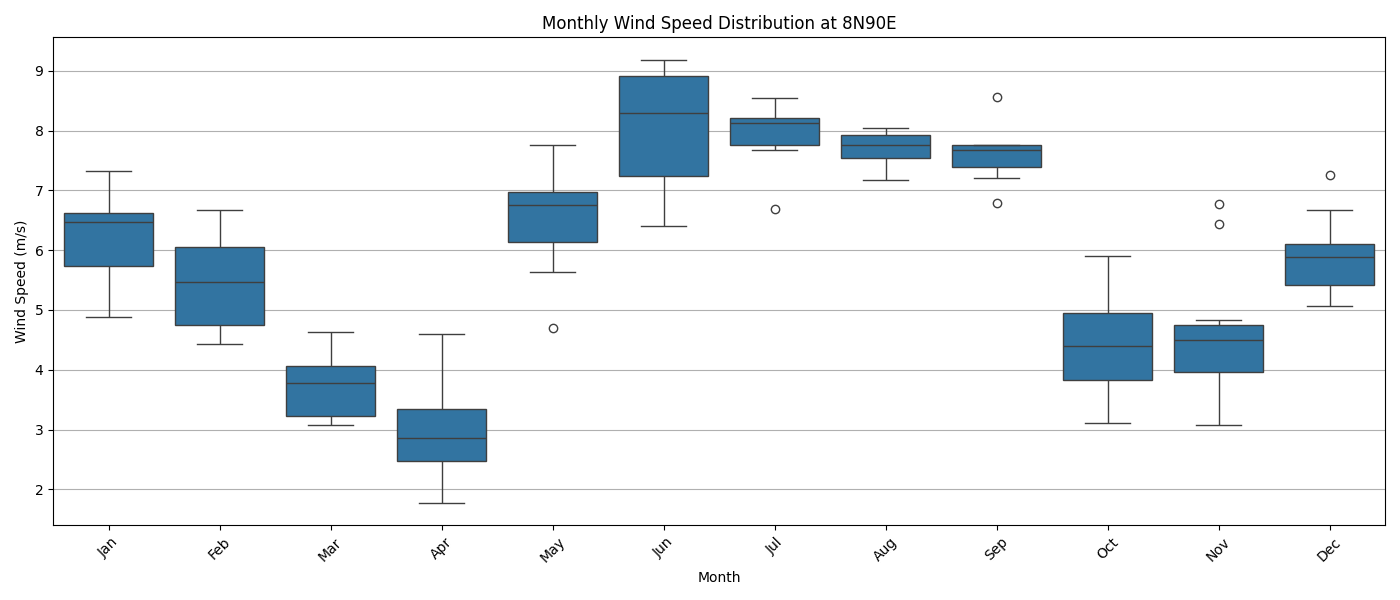 Monthly Wind Speed Distribution at 8N90E
Wind Speed (m/s)
9
8
7
6
5
4
3
2
Jan
Feb
Mar
Apr
May
Jun
Jul
Aug
Sep
Oct
Nov
Dec
Month